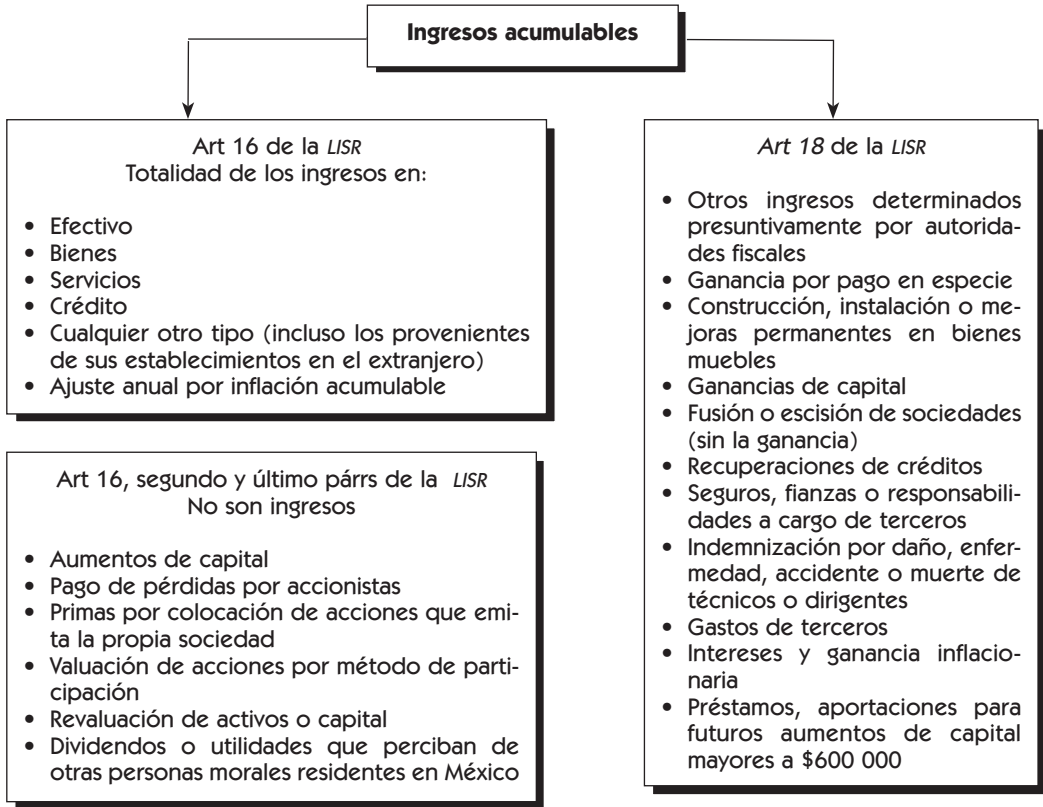 Ingresos acumulables
Art 16 de la LISR
Totalidad de los ingresos en:
• Efectivo
• Bienes
• Servicios
• Crédito
• Cualquier otro tipo (incluso los provenientes
de sus establecimientos en el extranjero)
• Ajuste anual por inflación acumulable
Art 16, segundo y último párrs de la LISR
No son ingresos
• Aumentos de capital
• Pago de pérdidas por accionistas
• Primas por colocación de acciones que emi-
ta la propia sociedad
• Valuación de acciones por método de parti-
cipación
• Revaluación de activos o capital
• Dividendos o utilidades que perciban de
otras personas morales residentes en México
Art 18 de la LISR
• Otros ingresos determinados
presuntivamente por autorida-
des fiscales
• Ganancia por pago en especie
• Construcción, instalación o me-
joras permanentes en bienes
muebles
• Ganancias de capital
• Fusión o escisión de sociedades
(sin la ganancia)
• Recuperaciones de créditos
• Seguros, fianzas o responsabili-
dades a cargo de terceros
• Indemnización por daño, enfer-
medad, accidente o muerte de
técnicos o dirigentes
• Gastos de terceros
• Intereses y ganancia inflacio-
naria
• Préstamos, aportaciones para
futuros aumentos de capital
mayores a $600 000